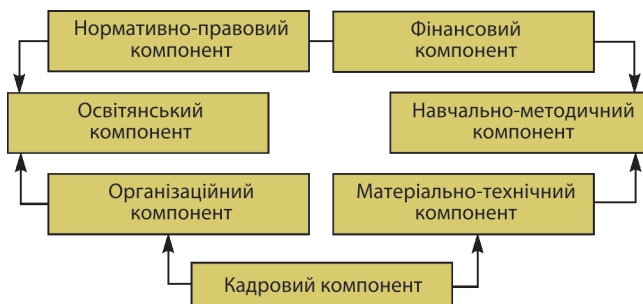 Нормативно-правовий
компонент
Фінансовий
компонент
Освітянський
компонент
Навчально-методичний
компонент
Організаційний
компонент
Матеріально-технічний
компонент
Кадровий компонент